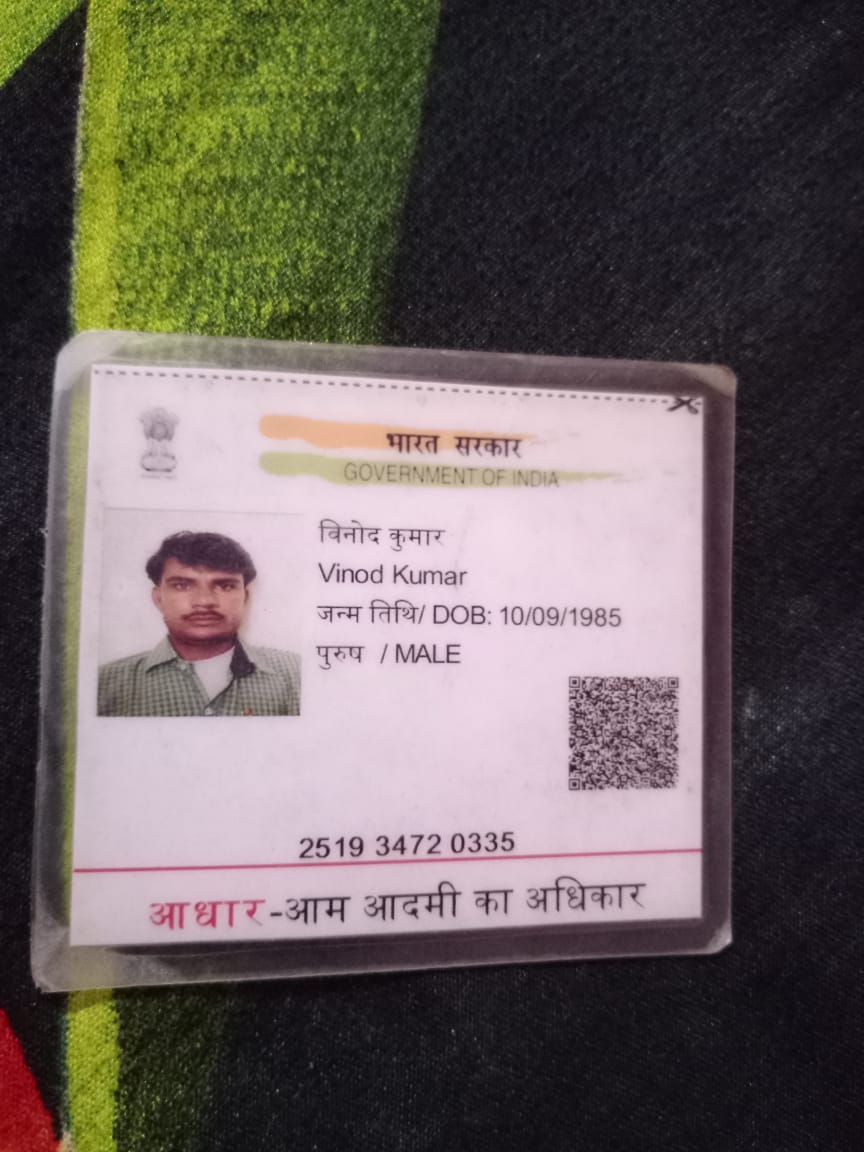 भारत सरकार
GOVERNMENT OF INDIA
विनोद कुमार
Vinod Kumar
जन्म तिथि/ DOB: 10/09/1985
पुरुष / MALE
2519 3472 0335
आधार-आम आदमी का अधिकार